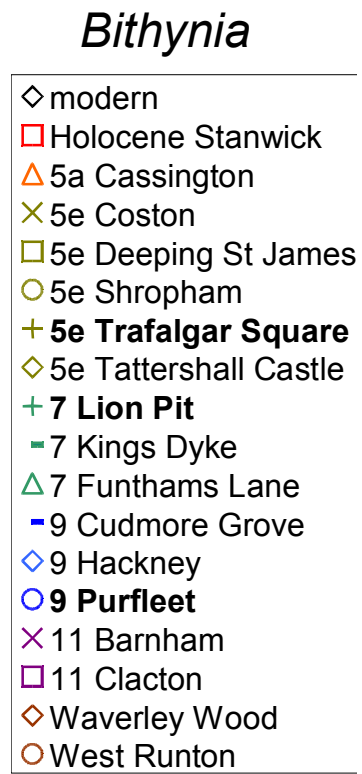 Bithynia
modern
Holocene Stanwick
5a Cassington
5e Coston
5e Deeping St James
5e Shropham
5e Trafalgar Square
5e Tattershall Castle
7 Lion Pit
7 Kings Dyke
7 Funthams Lane
9 Cudmore Grove
9 Hackney
9 Purfleet
11 Barnham
11 Clacton
Waverley Wood
West Runton